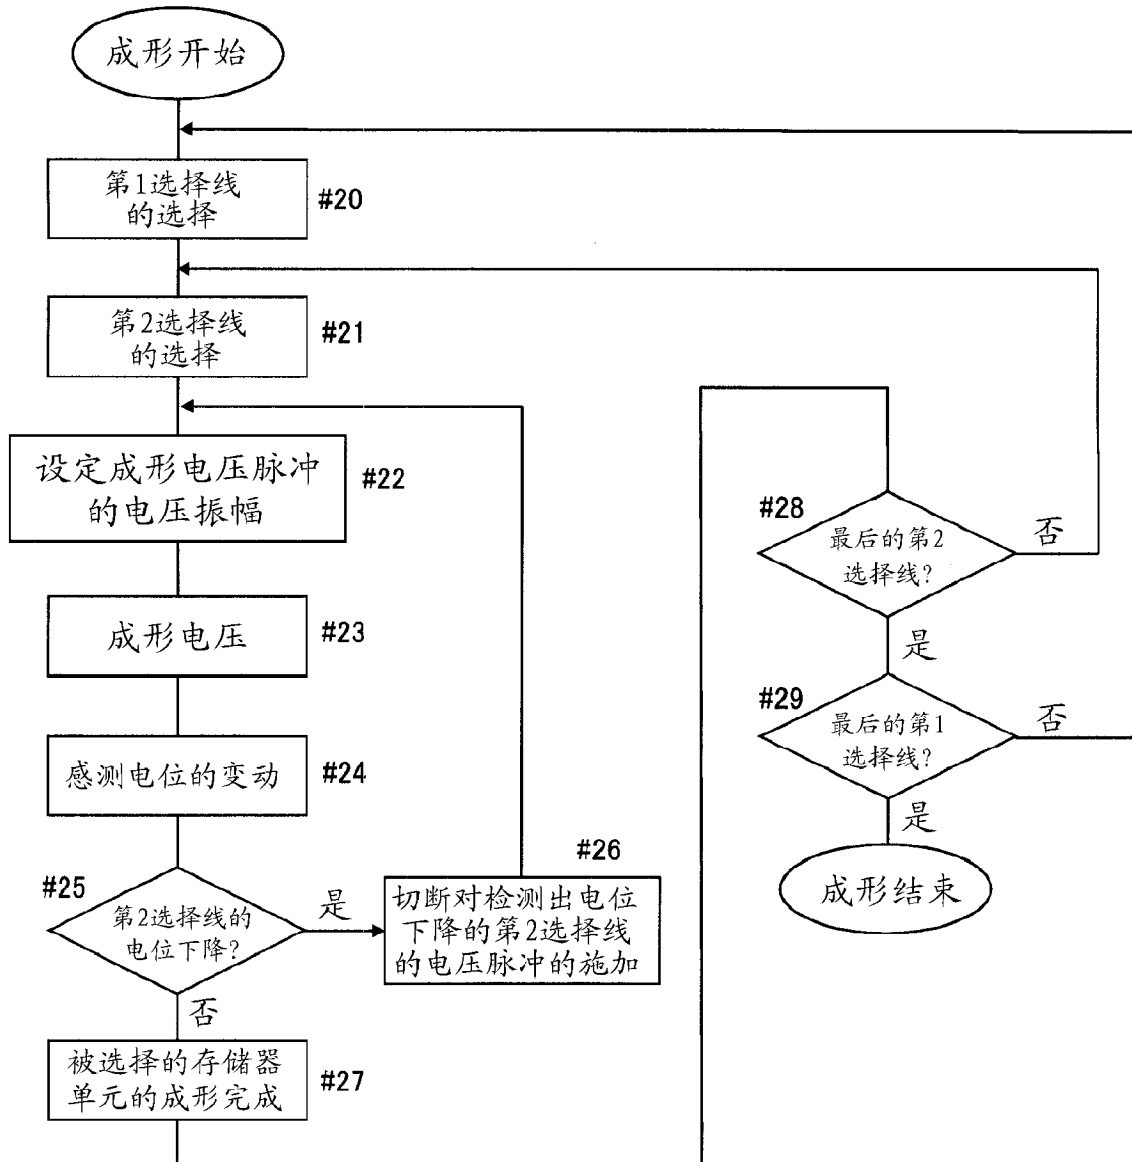 成形开始
第1选择线
的选择
#20
第2选择线
的选择
#21
设定成形电压脉冲
的电压振幅
#22
成形电压
#23
感测电位的变动
#24
#25
第2选择线的
电位下降?
是
否
#26
切断对检测出电位
下降的第2选择线
的电压脉冲的施加
被选择的存储器
单元的成形完成
#27
#28
最后的第2
选择线?
否
是
#29
最后的第1
选择线?
否
是
成形结束